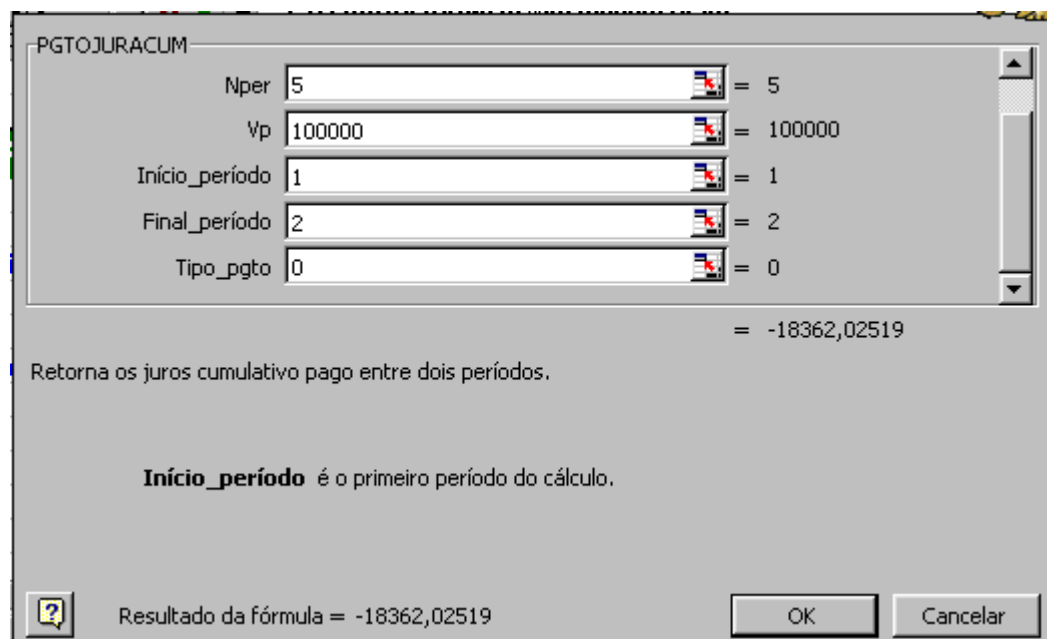 PGTOJURACUM
Nper 5 = 5
Vp 100000 = 100000
Início_período 1 = 1
Final_período 2 = 2
Tipo_pgto 0 = 0
= -18362,02519
Retorna os juros cumulativo pago entre dois períodos.
Início_período é o primeiro período do cálculo.
Resultado da fórmula = -18362,02519
OK
Cancelar